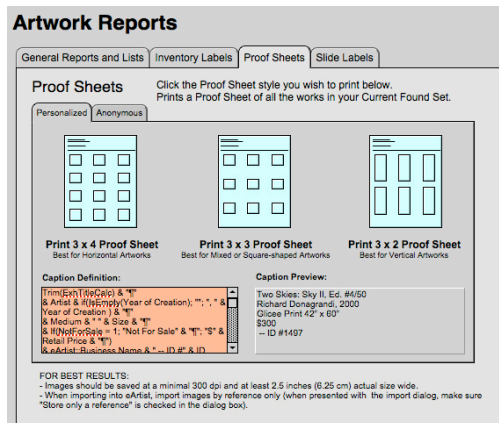 Artwork Reports
General Reports and Lists
Inventory Labels
Proof Sheets
Slide Labels
Proof Sheets
Click the Proof Sheet style you wish to print below.
Prints a Proof Sheet of all the works in your Current Found Set.
Personalized
Anonymous
Print 3 x 4 Proof Sheet
Best for Horizontal Artworks
Print 3 x 3 Proof Sheet
Best for Mixed or Square-shaped Artworks
Print 3 x 2 Proof Sheet
Best for Vertical Artworks
Caption Definition:
Trim(ExhTitleCalc) & "¶"
& Artist & if(IsEmpty(Year of Creation); ""; ", " &
Year of Creation ) & "¶"
& Medium & " " & Size & "¶"
& If(NotForSale = 1; "Not For Sale" & "¶"; "$" &
Retail Price & "¶")
& eArtist::Business Name & " -- ID #" & ID
Caption Preview:
Two Skies: Sky II, Ed. #4/50
Richard Donagrandi, 2000
Glicee Print 42" x 60"
$300
-- ID #1497
FOR BEST RESULTS:
- Images should be saved at a minimal 300 dpi and at least 2.5 inches (6.25 cm) actual size wide.
- When importing into eArtist, import images by reference only (when presented with the import dialog, make sure
"Store only a reference" is checked in the dialog box).